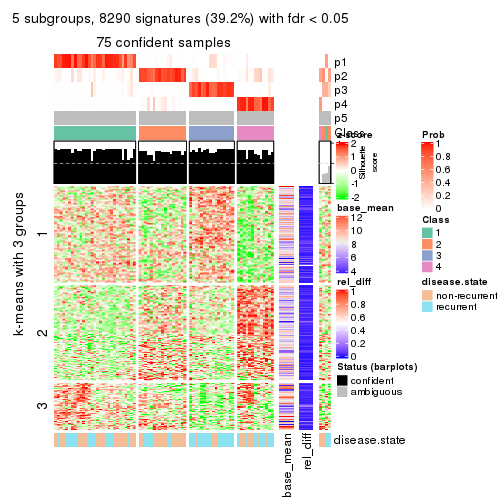 5 subgroups, 8290 signatures (39.2%) with fdr < 0.05
75 confident samples
p1
p2
p3
p4
p5
Class
z-score
2
1
0
-1
-2
Silhouette
score
Prob
1
0.8
0.6
0.4
0.2
0
k-means with 3 groups
1
2
3
base_mean
12
10
8
6
4
Class
1
2
3
4
rel_diff
1
0.8
0.6
0.4
0.2
0
disease.state
non-recurrent
recurrent
Status (barplots)
confident
ambiguous
disease.state
base_mean
rel_diff